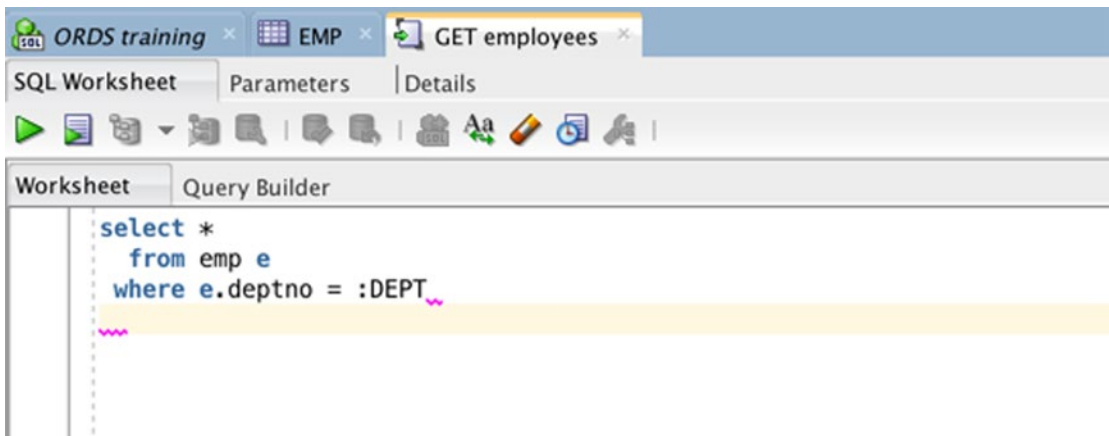 ORDS training EMP GET employees
SQL Worksheet Parameters Details
Worksheet Query Builder
select *
from emp e
where e.deptno = :DEPT